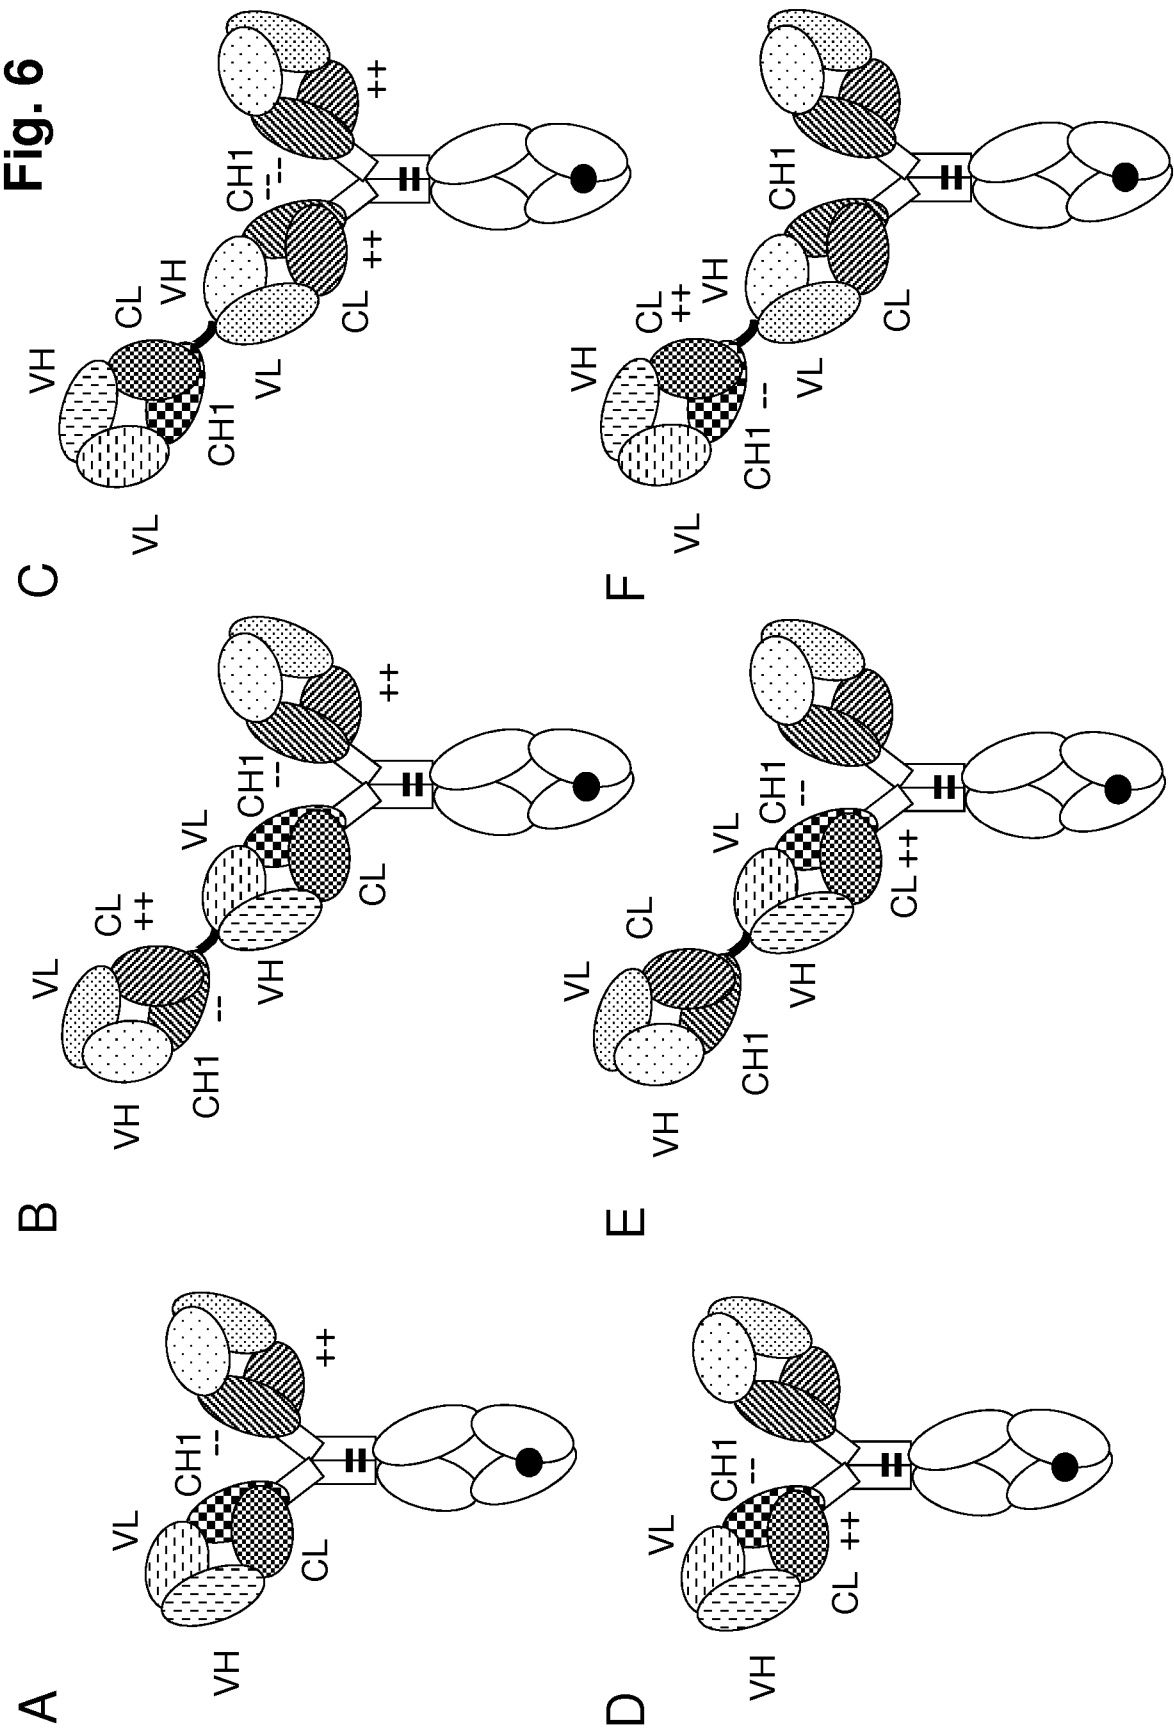 Fig. 6
A
VL
CH1
--
VH
CL
++
B
VL
CL
++
VH
VL
CH1
--
CH1
--
VH
CL
++
C
VH
CL
VL
VH
CH1
CH1
--
--
VL
CL
++
++
D
VL
CH1
--
VH
CL ++
E
VL
CL
VH
VL
CH1
CH1
--
VH
CL ++
F
VH
CL
++
VL
VH
CH1 --
CH1
VL
CL